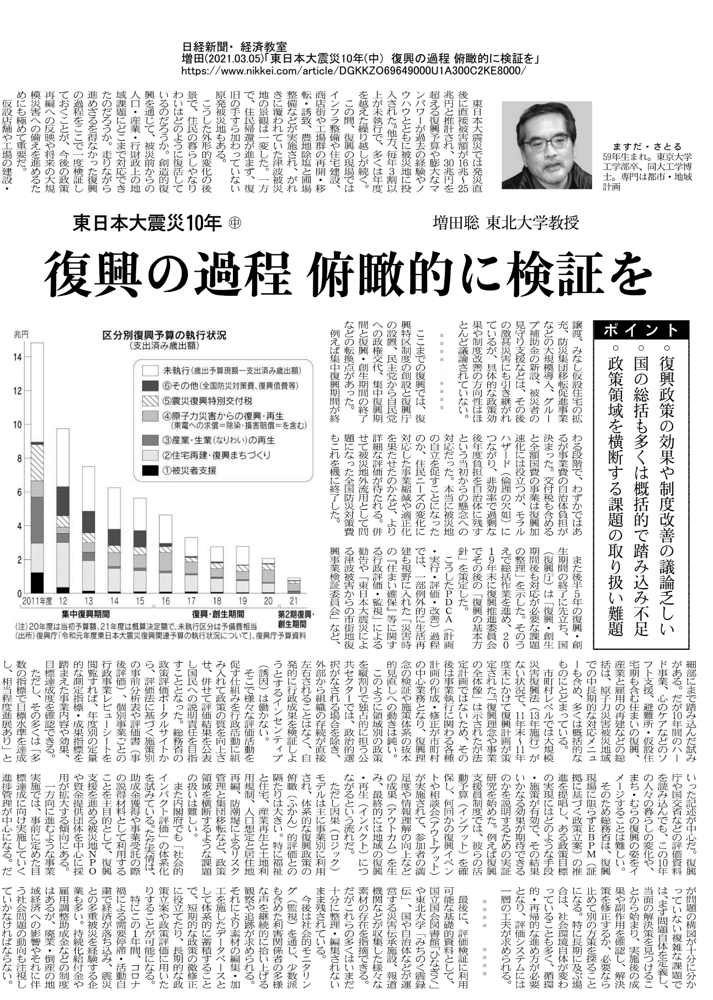 日経新聞・ 経済教室
増田(2021.03.05)「東日本大震災10年(中) 復興の過程 俯瞰的に検証を」
https://www.nikkei.com/article/DGKKZO69649000U1A300C2KE8000/
ますだ・さとる
59年生まれ。東京大学
工学部卒、同大工学博
士。専門は都市・地域
計画
東日本大震災では発災直
後に直接被害額が16兆〜25
兆円と推計され、30兆円を
超える復興予算や膨大なマ
ンパワーが過去の経験やノ
ウハウとともに被災地に投
入された。他方、毎年3割以
上が未執行で、多くは年度
を越えた繰り越しが続く。
この間、復興の現場では
インフラ整備や住宅建設、
商店街や工場群の再開・移
転・誘致、農地除塩と圃場
整備などが実施され、がれ
きに覆われていた津波被災
地の景観は一変した。一方
で、住民帰還が進まず、復
旧の手すら加わっていない
原発被災地もある。
こうした外形的変化の後
景で、住民の暮らしやなり
わいはどのように復活して
いるのだろうか。創造的復
興を通じて、被災前からの
人口・産業・行財政上の地
域課題にどこまで対応でき
たのだろうか。走りながら
進めざるを得なかった復興
の過程をここで一度検証し
ておくことが、今後の政策
再編への反映や将来の大規
模災害への備えを進めるた
めにも極めて重要だ。
仮設店舗や工場の建設・
東日本大震災10年 ㊥
増田聡 東北大学教授
復興の過程 俯瞰的に検証を
ポイント
○復興政策の効果や制度改善の議論乏しい
○国の総括も多くは概括的で踏み込み不足
○政策領域を横断する課題の取り扱い難題
譲渡、みなし仮設住宅の拡
充、防災集団移転促進事業
などの大規模導入、グルー
プ補助金の新設、被災者の
見守り支援などは、その後
の激甚災害にも引き継がれ
ているが、具体的な政策効
果や制度改善の方向性はほ
とんど議論されていない。
ここまでの復興では、復
興特区制度の創設と復興庁
の設置、民主党から自民党
への政権交代、集中復興期
間と復興・創生期間の終了
などの転換点があった。
例えば集中復興期間が終
わる段階で、わずかではあ
るが事業費の自治体負担が
決まった。交付税も含める
と全額国費の事業は復興加
速化には役立つが、モラル
ハザード（倫理の欠如）に
つながり、非効率で過剰な
後年度負担を自治体に残す
という当初からの懸念への
対応だった。本当に被災地
の自立を促すことになった
のか、住民ニーズの変化に
対応した事業縮減や適正化
を果たせたのかなど、より
詳細な評価が待たれる。併
せて被災地外流用として問
題になった全国防災対策費
もこれを機に終了した。
また後半5年の復興・創
生期間の終了に先立ち、国
（復興庁）は「復興・創生
期間後も対応が必要な課題
の整理」を示した。そのう
えで総括作業を進め、20
19年末に復興推進委員会
でその後の「復興の基本方
針」を策定した。
こうしたPDCA（計画
・実行・評価・改善）過程
では、一部例外的に生活再
建も視野に入れた「災害時
の『住まい確保』等に関す
る行政評価・監視」による
勧告や「東日本大震災によ
る津波被害からの市街地復
興事業検証委員会」など、
区分別復興予算の執行状況
(支出済み歳出額)
兆円
14
12
10
8
6
4
2
0
未執行(歳出予算現額－支出済み歳出額)
⑥その他(全国防災対策費、復興債費等)
⑤震災復興特別交付税
④原子力災害からの復興・再生
(東電への求償＝除染・損害賠償＝を含む)
③産業・生業(なりわい)の再生
②住宅再建・復興まちづくり
①被災者支援
2011年度 12 13 14 15 16 17 18 19 20 21
集中復興期間 復興・創生期間 第2期復興・
創生期間
(注)20年度は当初予算額、21年度は概算決定額で、未執行区分は予備費相当
(出所)復興庁「令和元年度東日本大震災復興関連予算の執行状況について」、復興庁予算資料
細部にまで踏み込んだ試み
がある。だが10年間のハー
ド事業、心のケアなどのソ
フト支援、避難所・仮設住
宅期も含む住まいの復興、
産業と雇用の再建などの総
括は、原子力災害被災地域
での中長期的な対応メニュ
ーも含め、多くは概括的な
ものにとどまっている。
市町村レベルでは大規模
災害復興法（13年施行）が
ない状況で、11年末〜11年
度末にかけて復興計画が策
定された。「復興理念や事業
の全体像」は示されたが法
定計画ではないため、その
後は事業執行に関わる各種
計画の作成・修正が市町村
の中心業務となり、復興理
念の検証や施策体系の抜本
的見直しへの動きは鈍い。
このように領域別の政策
を縦割りで独占的に担う公
共セクターでは、政治的選
択がなされる場合を除き、
外部から組織の存続が直接
左右されることはなく、自
発的に行政成果を検証しよ
うとするインセンティブ
（誘因）は働かない。
そこで様々な評価活動を
促す仕組みを行政活動に組
み入れて政策の質を向上さ
せ、併せて評価結果を公表
し国民への説明責任を目指
すこととなった。総務省の
政策評価ポータルサイトか
ら、評価法に基づく施策別
の事前分析表や評価書（事
後評価）、個別事業ごとの
行政事業レビューシートを
閲覧すれば、年度別の定量
的な測定指標・成果指標を
踏まえた事業内容や効果、
目標達成度を確認できる。
ただし、その多くは「多
数の指標で目標水準を達成
し、相当程度進展あり」と
いった記述が中心だ。復興
庁や国交省などの評価資料
を読み込んでも、この10年
の人々の暮らしの変化や、
まち・むらの復興の姿をイ
メージすることは難しい。
そのため総務省は、復興
現場に限らずEBPM（証
拠に基づく政策立案）の推
進を提唱し、ある政策目標
の実現にはどのような手段
・施策が有効で、その結果
いかなる効果が期待できる
のかを説明するための実証
研究を始めた。例えば復興
支援員制度では、彼らの活
動予算（インプット）を確
保し、何回かの復興イベン
トや相談会（アウトプット）
が実施されて、参加者の満
足度や情報理解の向上など
の成果（アウトカム）を生
み、最終的には地域の復興
・再生（インパクト）につ
ながるという流れだ。
ただし因果（ロジック）
モデルは主に事業別に利用
され、体系的な復興政策の
俯瞰（ふかん）的評価との
隔たりは大きい。特に福祉
と住宅、産業再生と土地利
用規制、人口想定と居住地
再編、防潮堤によるリスク
管理と集団移転など、政策
領域を横断するような課題
の扱いは難しい。
また内閣府でも「社会的
インパクト評価」の体系化
を試みている。ただ実情は、
助成金獲得や事業受託の際
の説得材料として利用する
ことを主目的として、復興
支援を進める被災地NPO
や資金提供団体を中心に採
用が拡大する傾向にある。
一方向に進むような事業
実施では、事前に定めた目
標達成に向け実施していく
進捗管理が中心になる。だ
が問題の構図が十分に分か
っていない複雑な課題で
は、まず問題自体を定義し、
当面の解決策を見つけるこ
とから始まり、実施後の成
果や副作用を確認し、解決
策を修正するか、必要なら
止めて別の方策を探ること
になる。特に長期に及ぶ場
合は、社会環境自体が変わ
っていることも多く、循環
的・再帰的な進め方が必要
となり、評価システムには
一層の工夫が求められる。
最後に、評価検証に利用
可能な基礎的資料として、
国立国会図書館「ひなぎく」
や東北大学「みちのく震録
伝」、国や自治体などが運
営する災害伝承施設、報道
機関などが収集した様々な
素材の存在を指摘できる。
だがこれらの多くはいまだ
十分に整理・編集されない
まま残されている。
今後は社会的モニタリン
グ（監視）を通じ、少数派
も含めた利害関係者の多様
な声を継続的に拾い上げる
観察や追跡が求められる。
それにより素材の編集・加
工を施したデータベースと
して体系的に蓄積すること
で、短期的な政策の微修正
に役立てたり、長期的な政
策立案や政策評価に用いた
りすることが可能になる。
特にこの1年間、コロナ
禍による需要停滞・活動自
粛で経済が落ち込み、震災
との多重被災を経験する企
業も多い。持続化給付金や
雇用調整助成金などの制度
はあるが、廃業・倒産の地
域経済への影響やそれに伴
う社会問題の動向も注視し
ていかなければならない。